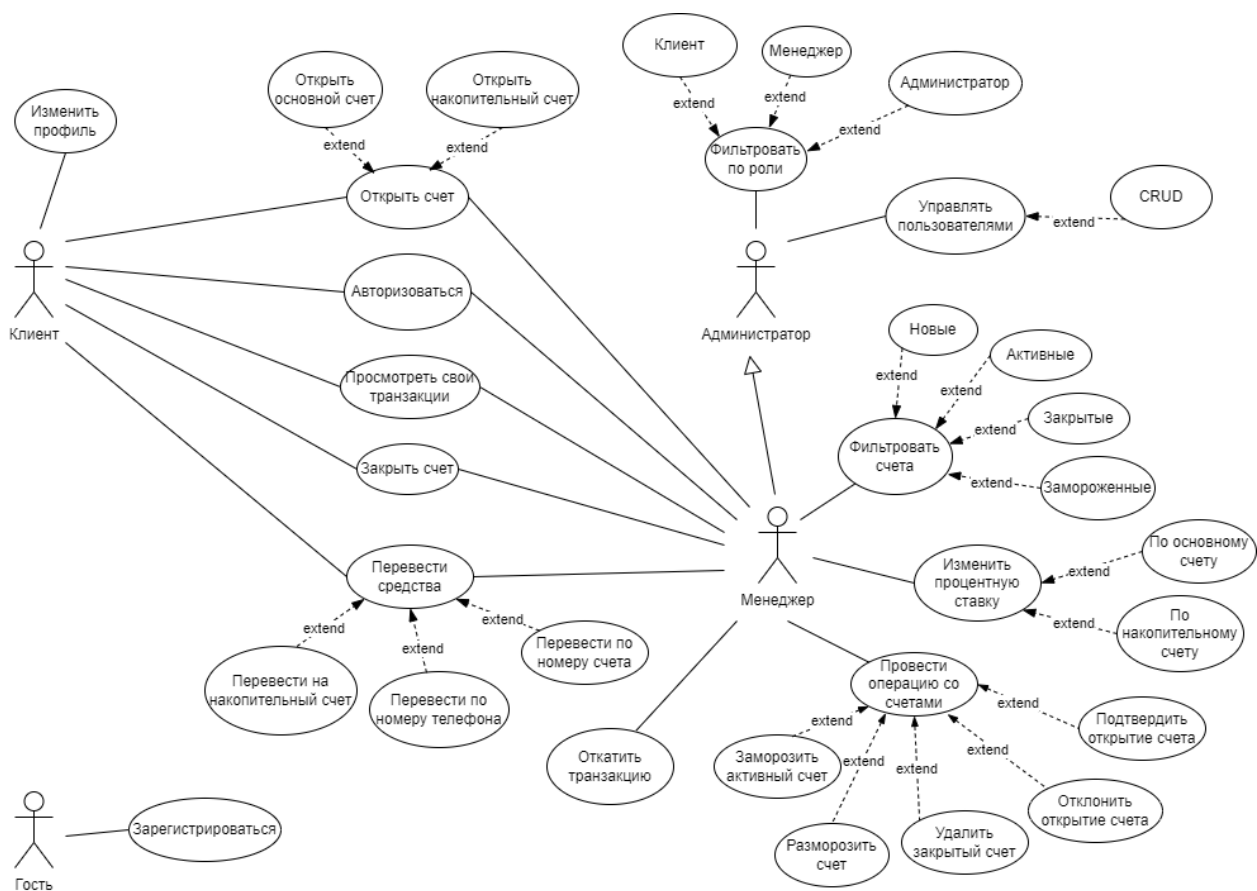 Клиент
Менеджер
Администратор
extend
extend
extend
Фильтровать
по роли
Открыть
основной счет
Открыть
накопительный счет
extend
extend
Изменить
профиль
Открыть счет
Управлять
пользователями
extend
CRUD
Клиент
Авторизоваться
Администратор
Просмотреть свои
транзакции
Закрыть счет
Новые
Активные
Закрытые
Замороженные
extend
extend
extend
extend
Фильтровать
счета
Перевести
средства
Менеджер
Изменить
процентную
ставку
extend
extend
По основному
счету
По
накопительному
счету
extend
extend
extend
Перевести на
накопительный счет
Перевести по
номеру телефона
Перевести по
номеру счета
Провести
операцию со
счетами
extend
extend
extend
extend
extend
Откатить
транзакцию
Заморозить
активный счет
Подтвердить
открытие счета
Разморозить
счет
Удалить
закрытый счет
Отклонить
открытие счета
Зарегистрироваться
Гость